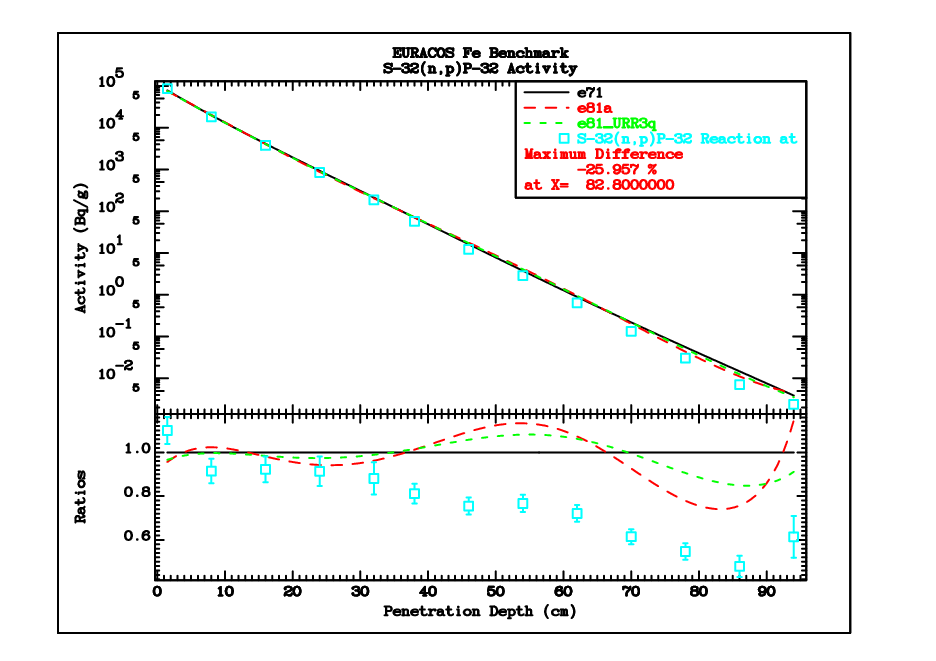 EURACOS Fe Benchmark
S-32(n,p)P-32 Activity
e71
e81a
e81_URR3q
S-32(n,p)P-32 Reaction at
Maximum Difference
-25.957 %
at X= 82.8000000
Activity (Bq/g)
10^5
5
10^4
5
10^3
5
10^2
5
10^1
5
10^0
5
10^-1
5
10^-2
5
Ratios
1.0
0.8
0.6
0 10 20 30 40 50 60 70 80 90
Penetration Depth (cm)